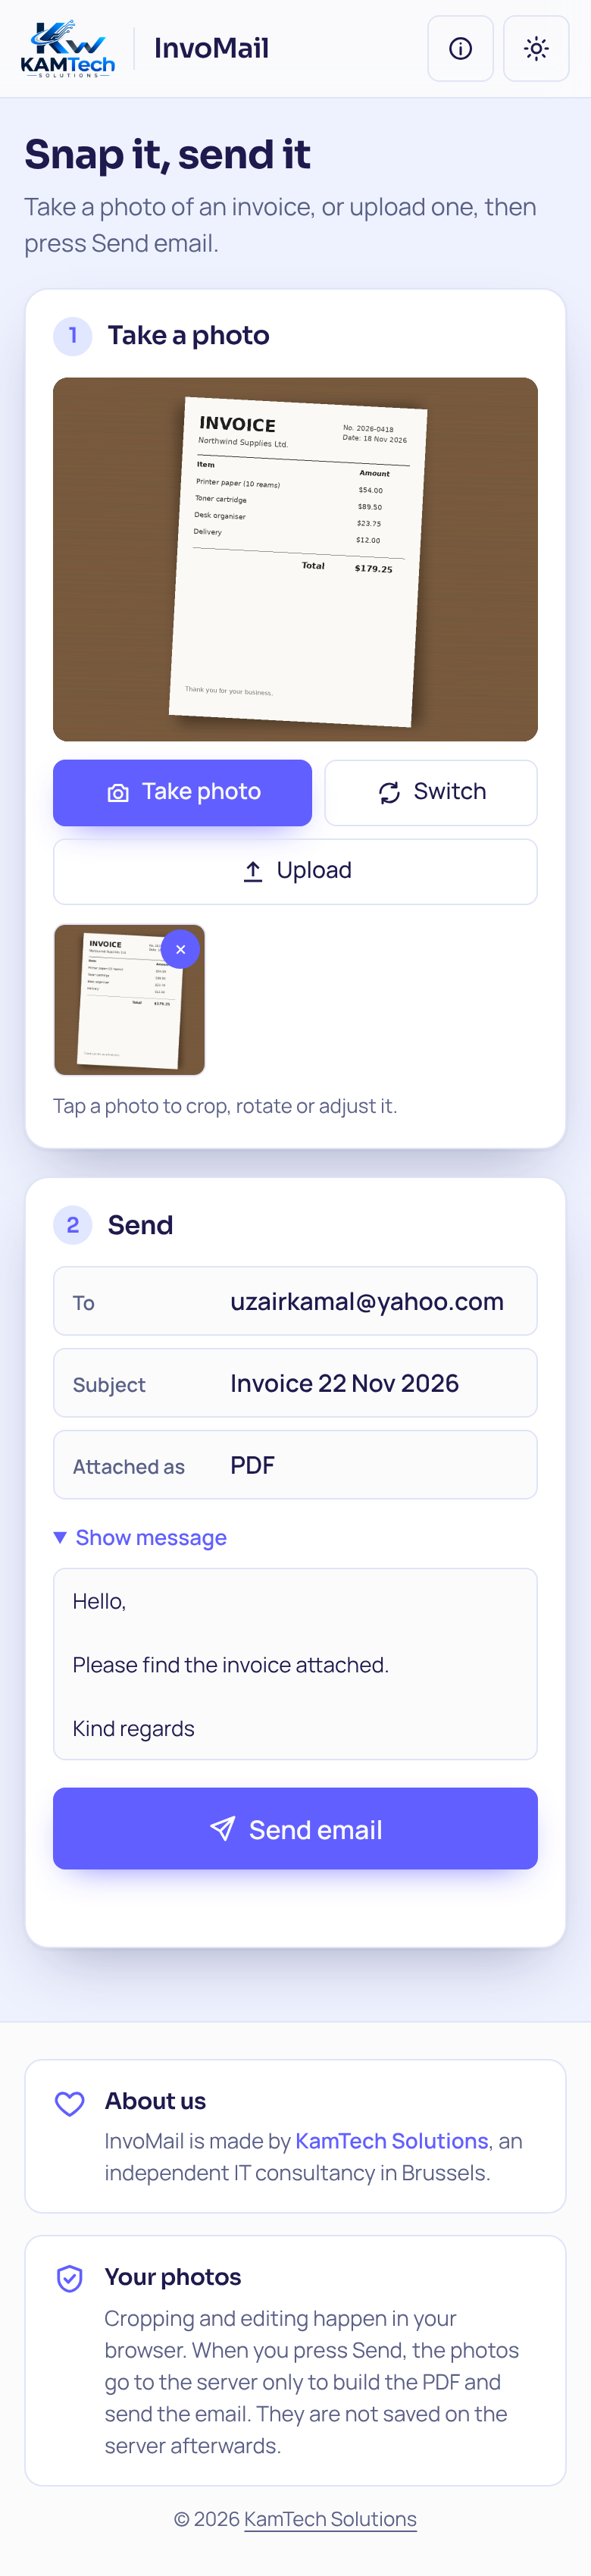 Kw
KAMTech
SOLUTIONS
InvoMail
Snap it, send it
Take a photo of an invoice, or upload one, then
press Send email.
1 Take a photo
INVOICE
No. 2026-0418
Northwind Supplies Ltd.
Date: 18 Nov 2026
Item Amount
Printer paper (10 reams) $54.00
Toner cartridge $89.50
Desk organiser $23.75
Delivery $12.00
Total $179.25
Thank you for your business.
Take photo
Switch
Upload
INVOICE
Total $179.25
Tap a photo to crop, rotate or adjust it.
2 Send
To uzairkamal@yahoo.com
Subject Invoice 22 Nov 2026
Attached as PDF
Show message
Hello,
Please find the invoice attached.
Kind regards
Send email
About us
InvoMail is made by KamTech Solutions, an
independent IT consultancy in Brussels.
Your photos
Cropping and editing happen in your
browser. When you press Send, the photos
go to the server only to build the PDF and
send the email. They are not saved on the
server afterwards.
© 2026 KamTech Solutions